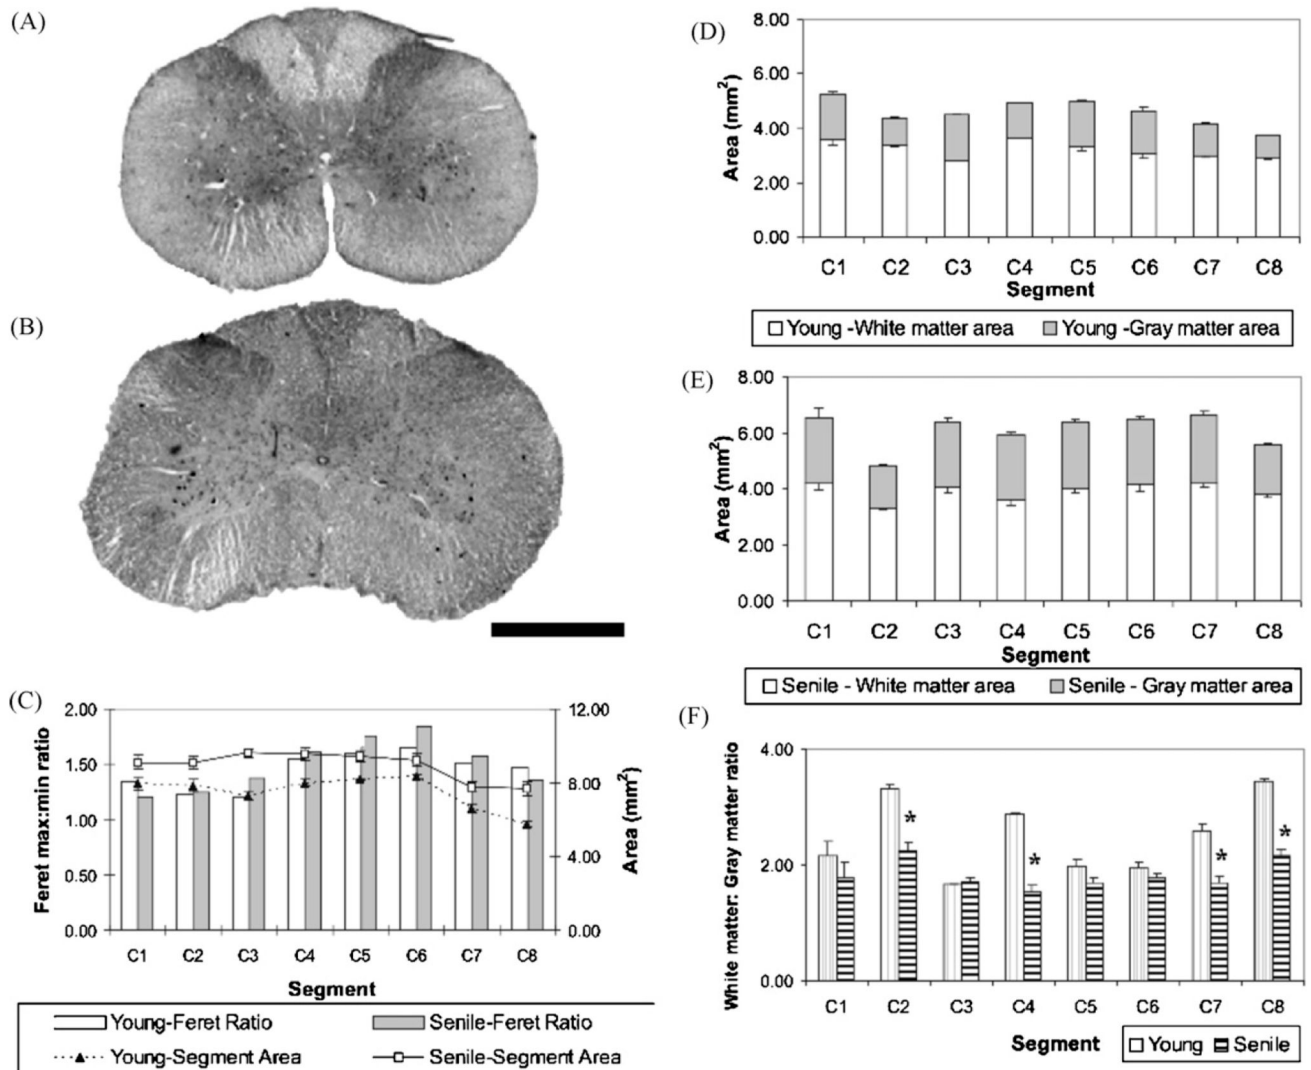 (A)
(B)
(C)
2.00
1.50
1.00
0.50
0.00
Feret max:min ratio
12.00
8.00
4.00
0.00
Area (mm²)
C1 C2 C3 C4 C5 C6 C7 C8
Segment
Young-Feret Ratio Senile-Feret Ratio
Young-Segment Area Senile-Segment Area
(D)
8.00
6.00
4.00
2.00
0.00
Area (mm²)
C1 C2 C3 C4 C5 C6 C7 C8
Segment
Young -White matter area Young -Gray matter area
(E)
8.00
6.00
4.00
2.00
0.00
Area (mm²)
C1 C2 C3 C4 C5 C6 C7 C8
Segment
Senile - White matter area Senile - Gray matter area
(F)
4.00
2.00
0.00
White matter: Gray matter ratio
* * * *
C1 C2 C3 C4 C5 C6 C7 C8
Segment Young Senile